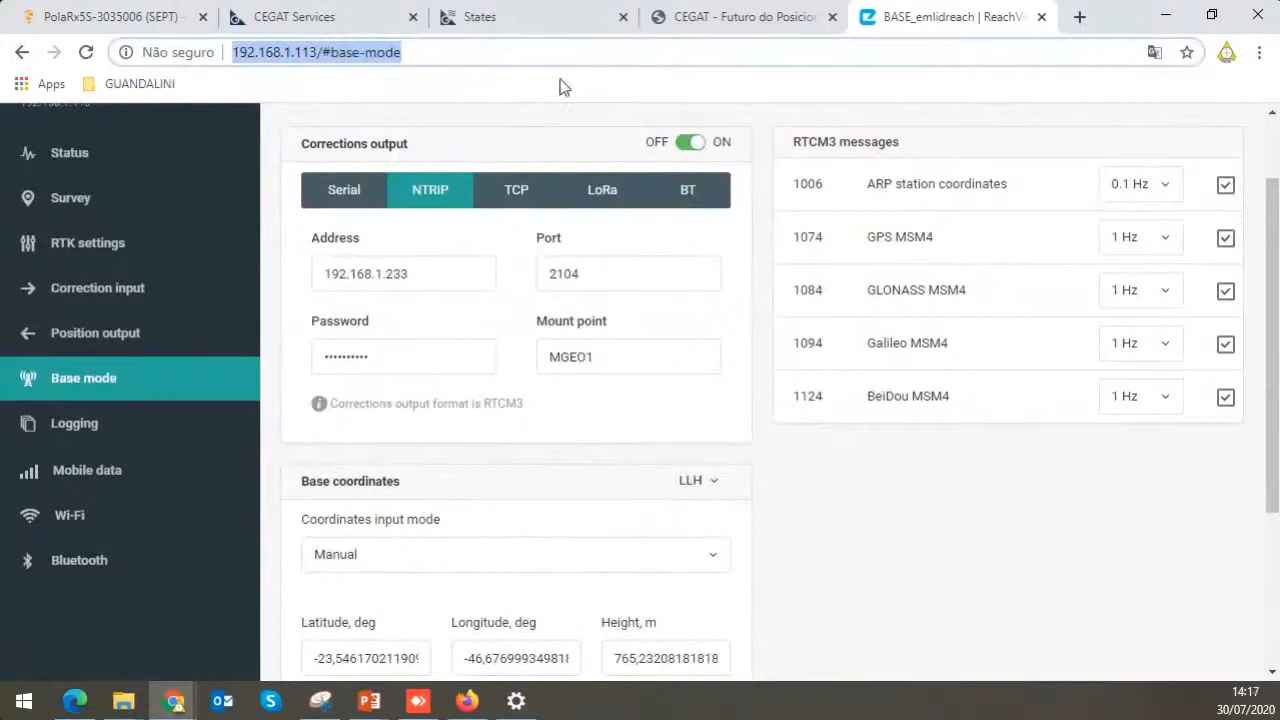 PolaRx5S-3035006 (SEPT) -
CEGAT Services
States
CEGAT - Futuro do Posicio
BASE_emlidreach | ReachVi
Não seguro
192.168.1.113/#base-mode
Apps
GUANDALINI
Status
Survey
RTK settings
Correction input
Position output
Base mode
Logging
Mobile data
Wi-Fi
Bluetooth
Corrections output
OFF
ON
Serial
NTRIP
TCP
LoRa
BT
Address
Port
192.168.1.233
2104
Password
Mount point
••••••••••
MGEO1
Corrections output format is RTCM3
Base coordinates
LLH
Coordinates input mode
Manual
Latitude, deg
Longitude, deg
Height, m
-23,546170211909
-46,676999349818
765,23208181818
RTCM3 messages
1006 ARP station coordinates 0.1 Hz
1074 GPS MSM4 1 Hz
1084 GLONASS MSM4 1 Hz
1094 Galileo MSM4 1 Hz
1124 BeiDou MSM4 1 Hz
14:17
30/07/2020